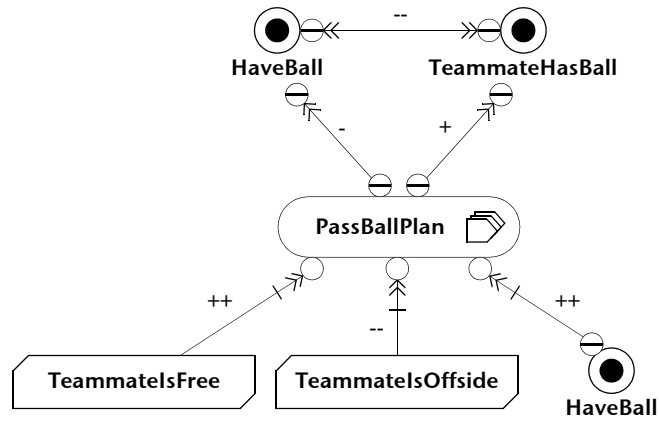 --
HaveBall
TeammateHasBall
-
+
PassBallPlan
++
--
++
TeammateIsFree
TeammateIsOffside
HaveBall